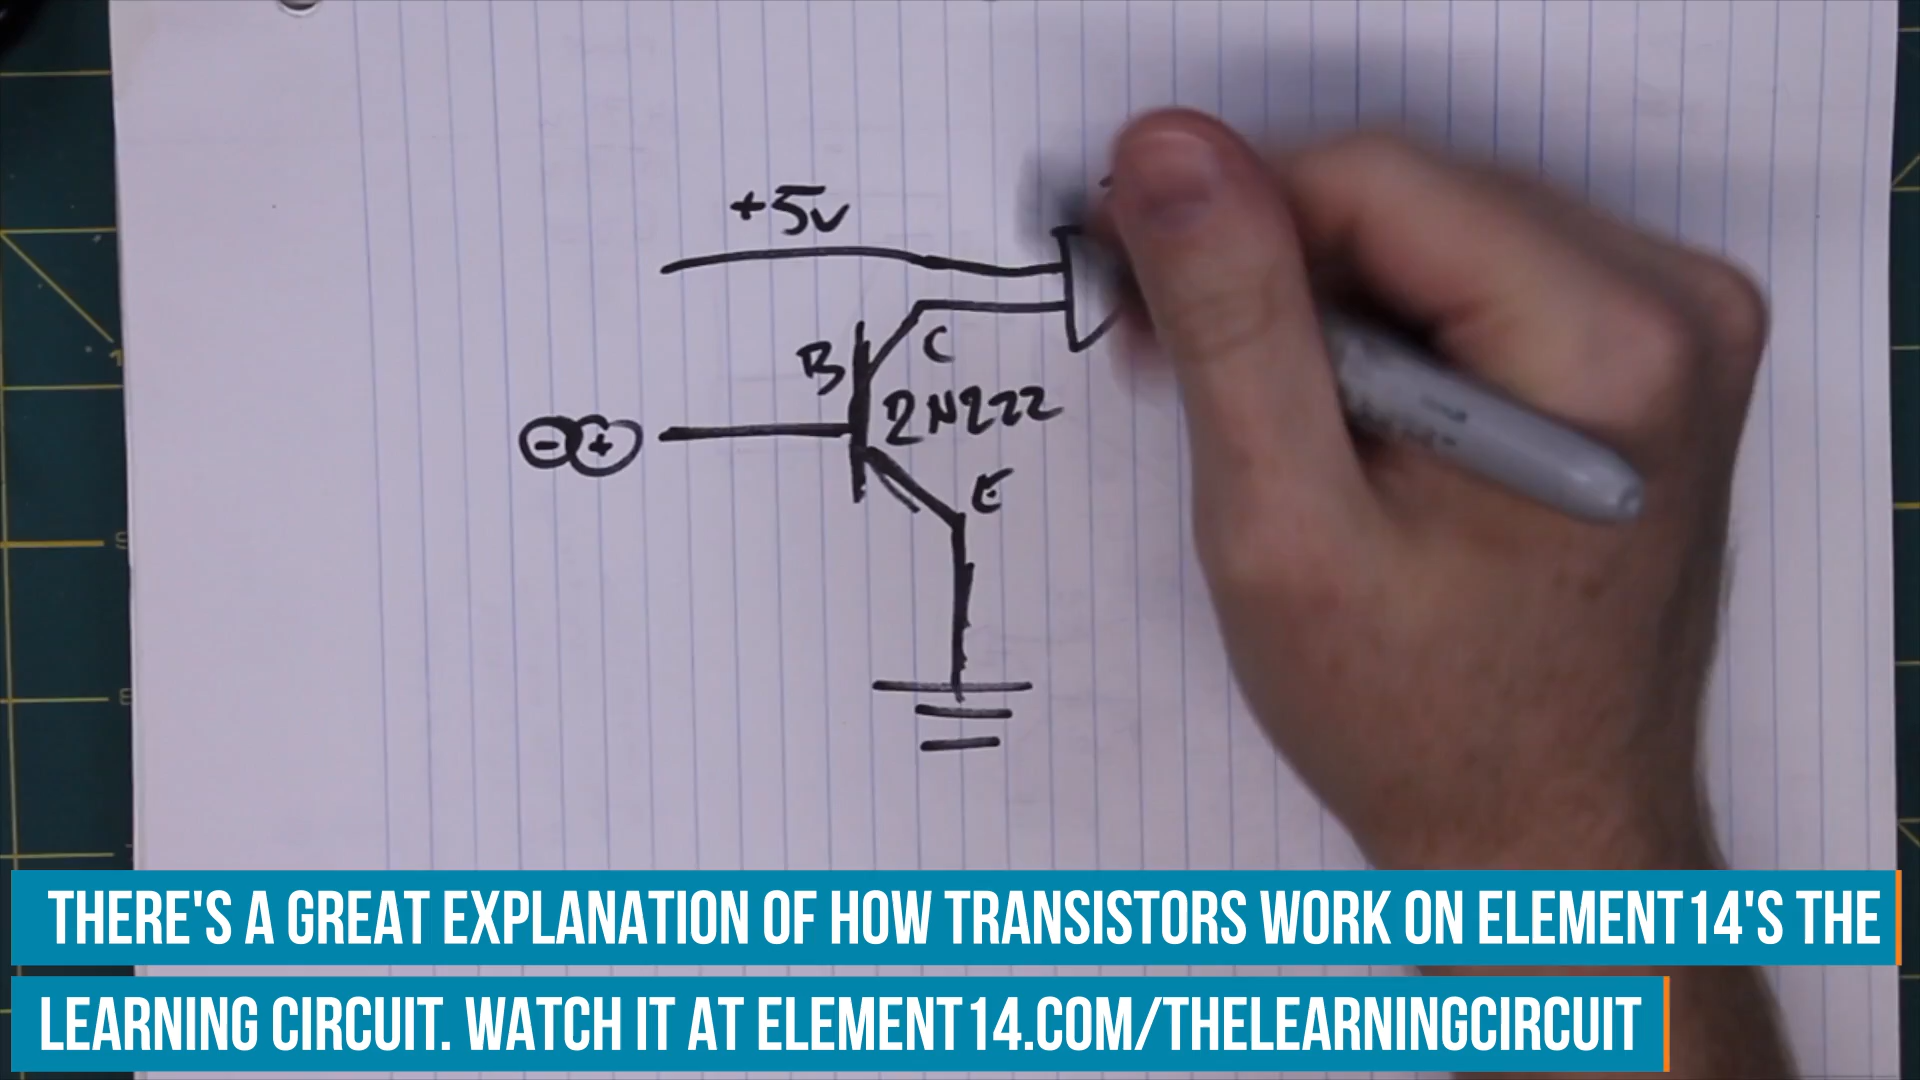 +5v
B
C
2N222
- +
E
THERE'S A GREAT EXPLANATION OF HOW TRANSISTORS WORK ON ELEMENT14'S THE
LEARNING CIRCUIT. WATCH IT AT ELEMENT14.COM/THELEARNINGCIRCUIT